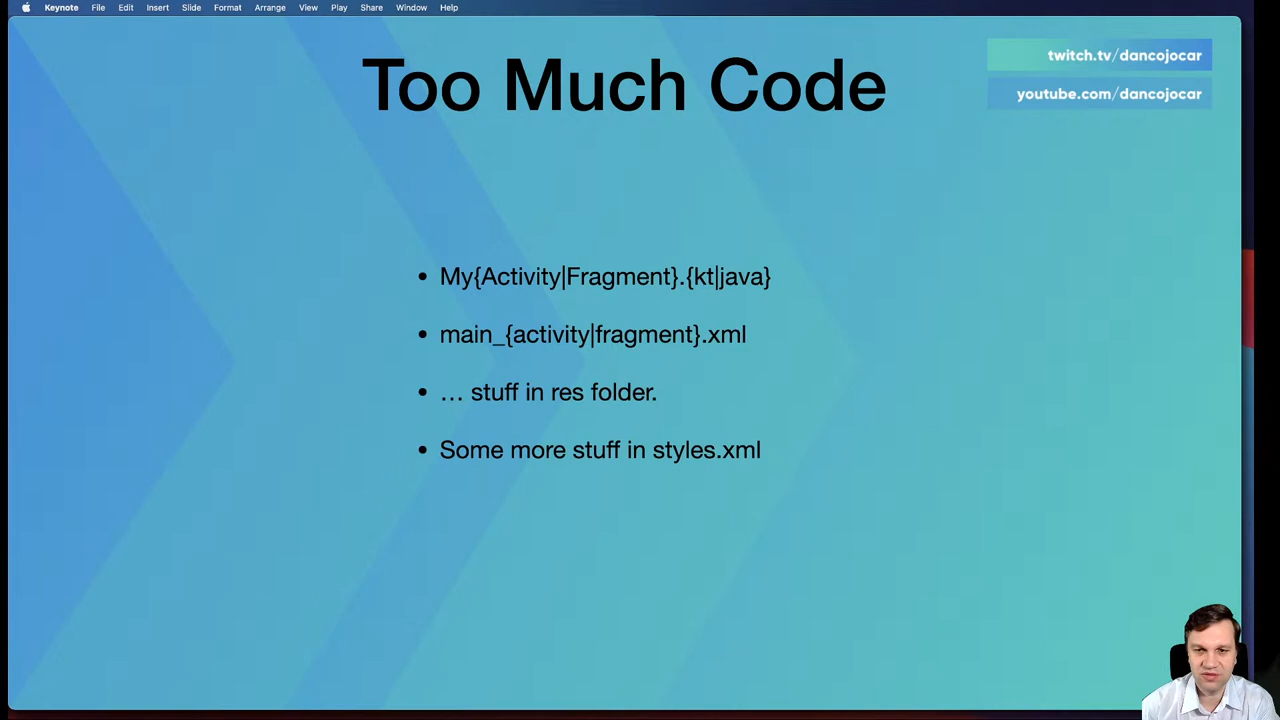 Keynote File Edit Insert Slide Format Arrange View Play Share Window Help
Too Much Code
twitch.tv/dancojocar
youtube.com/dancojocar
• My{Activity|Fragment}.{kt|java}
• main_{activity|fragment}.xml
• … stuff in res folder.
• Some more stuff in styles.xml